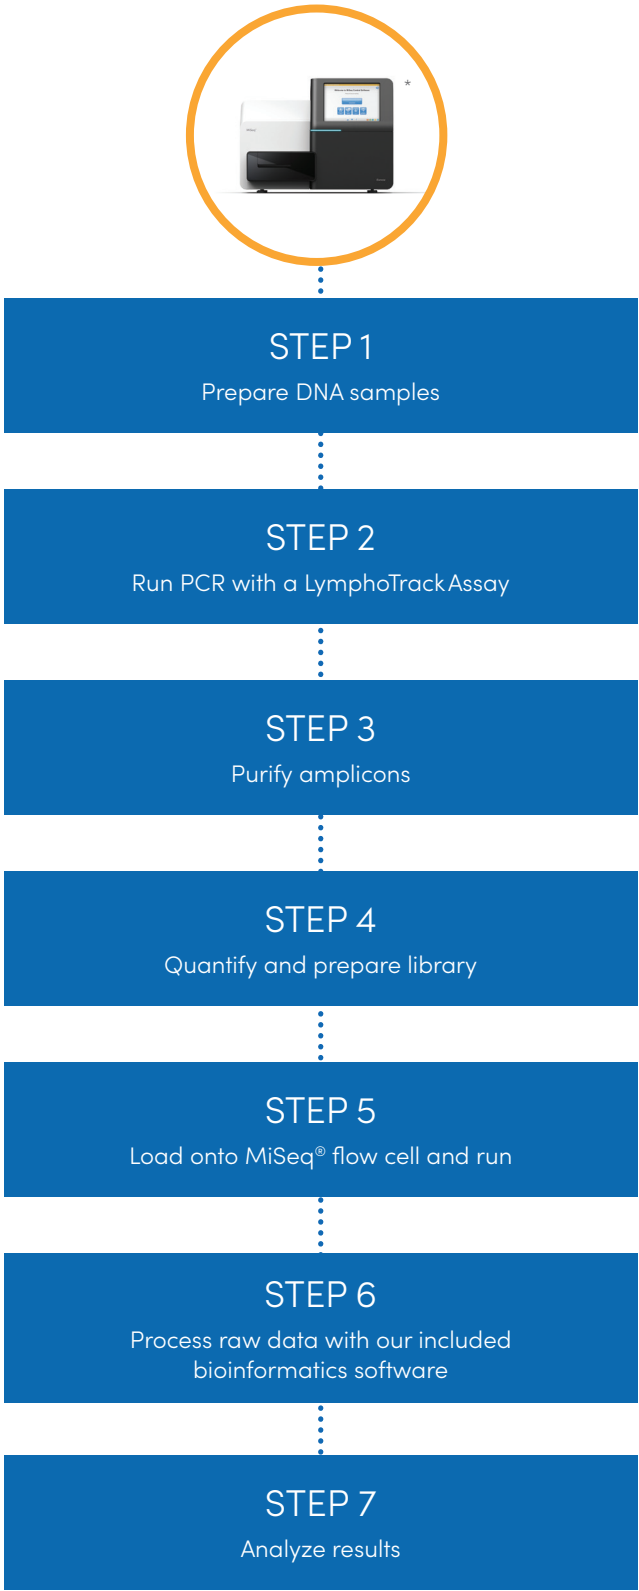 *
STEP 1
Prepare DNA samples
STEP 2
Run PCR with a LymphoTrack Assay
STEP 3
Purify amplicons
STEP 4
Quantify and prepare library
STEP 5
Load onto MiSeq® flow cell and run
STEP 6
Process raw data with our included
bioinformatics software
STEP 7
Analyze results